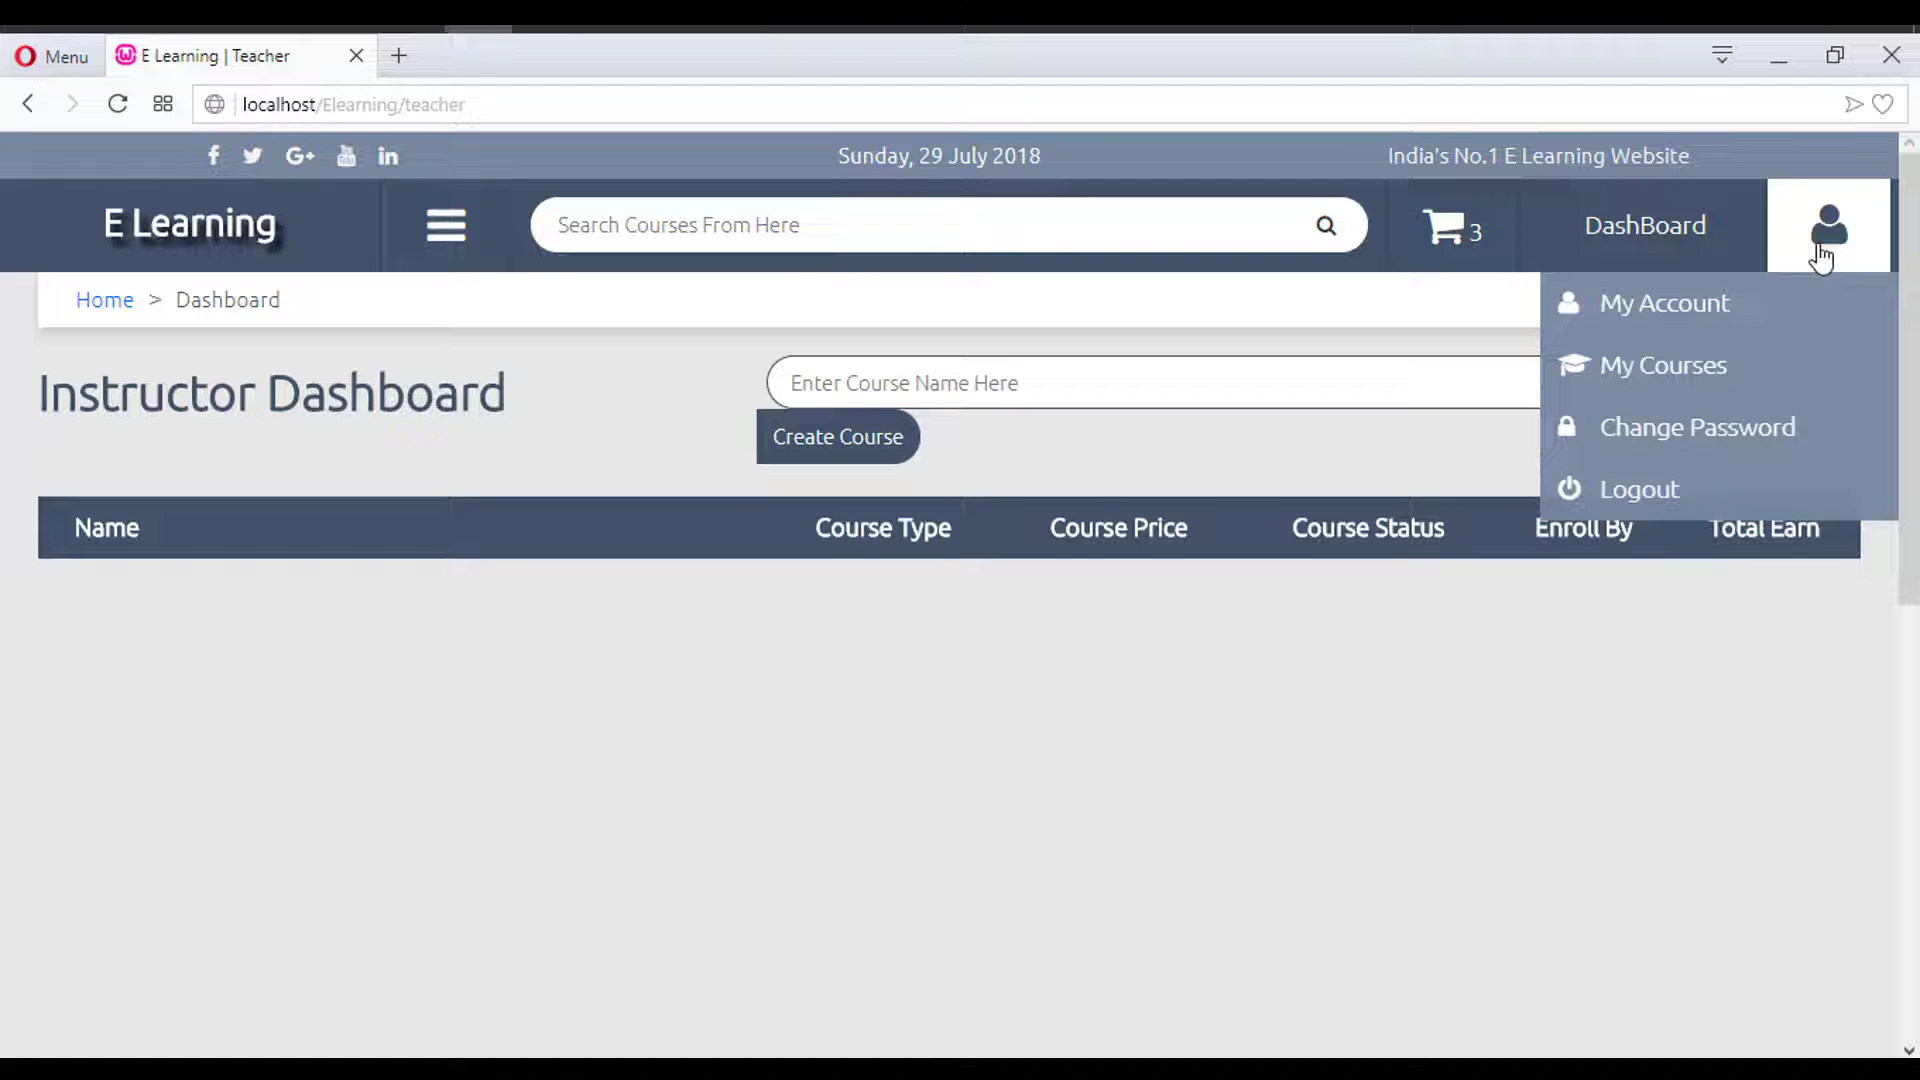 Menu
E Learning | Teacher
localhost/Elearning/teacher
Sunday, 29 July 2018
India's No.1 E Learning Website
E Learning
Search Courses From Here
3
DashBoard
Home > Dashboard
My Account
My Courses
Change Password
Logout
Instructor Dashboard
Enter Course Name Here
Create Course
Name Course Type Course Price Course Status Enroll By Total Earn